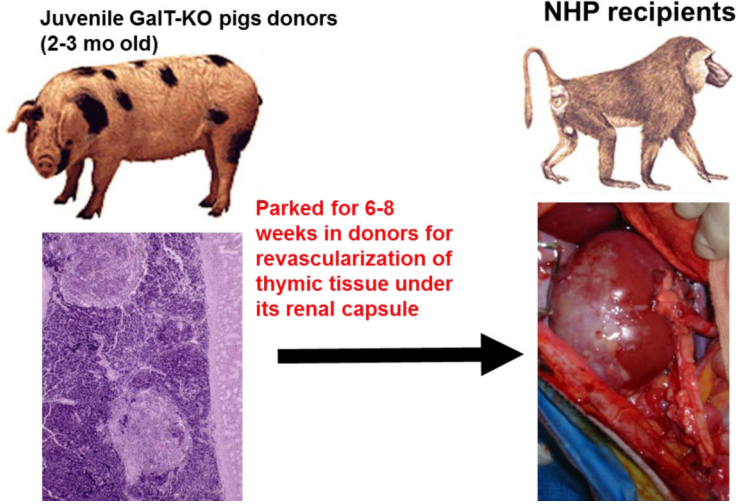 Juvenile GalT-KO pigs donors
(2-3 mo old)
NHP recipients
Parked for 6-8
weeks in donors for
revascularization of
thymic tissue under
its renal capsule